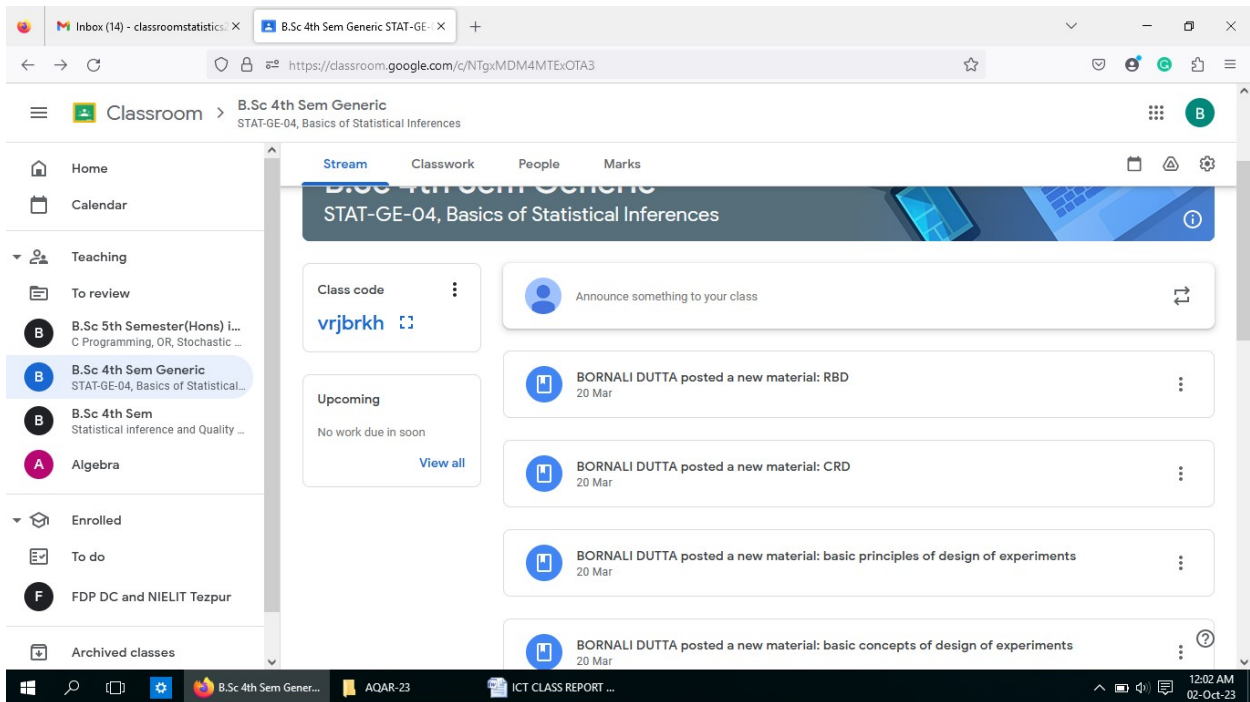 Inbox (14) - classroomstatistics2
B.Sc 4th Sem Generic STAT-GE-
https://classroom.google.com/c/NTgxMDM4MTExOTA3
Classroom > B.Sc 4th Sem Generic
STAT-GE-04, Basics of Statistical Inferences
B
Home
Calendar
Teaching
To review
B
B.Sc 5th Semester(Hons) i...
C Programming, OR, Stochastic ...
B
B.Sc 4th Sem Generic
STAT-GE-04, Basics of Statistical...
B
B.Sc 4th Sem
Statistical inference and Quality ...
A
Algebra
Enrolled
To do
F
FDP DC and NIELIT Tezpur
Archived classes
Stream
Classwork
People
Marks
B.Sc 4th Sem Generic
STAT-GE-04, Basics of Statistical Inferences
Class code
vrjbrkh
Upcoming
No work due in soon
View all
Announce something to your class
BORNALI DUTTA posted a new material: RBD
20 Mar
BORNALI DUTTA posted a new material: CRD
20 Mar
BORNALI DUTTA posted a new material: basic principles of design of experiments
20 Mar
BORNALI DUTTA posted a new material: basic concepts of design of experiments
20 Mar
B.Sc 4th Sem Gener...
AQAR-23
ICT CLASS REPORT ...
12:02 AM
02-Oct-23